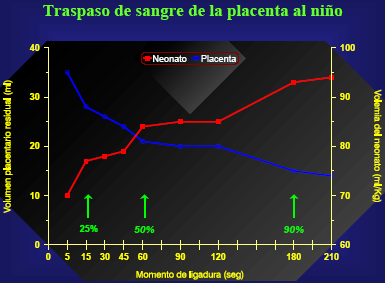 Traspaso de sangre de la placenta al niño
Neonato Placenta
Volumen placentario residual (ml)
40
30
20
10
0
100
90
80
70
60
Volemia del neonato (ml/Kg)
25% 50% 90%
0 5 15 30 45 60 90 120 180 210
Momento de ligadura (seg)